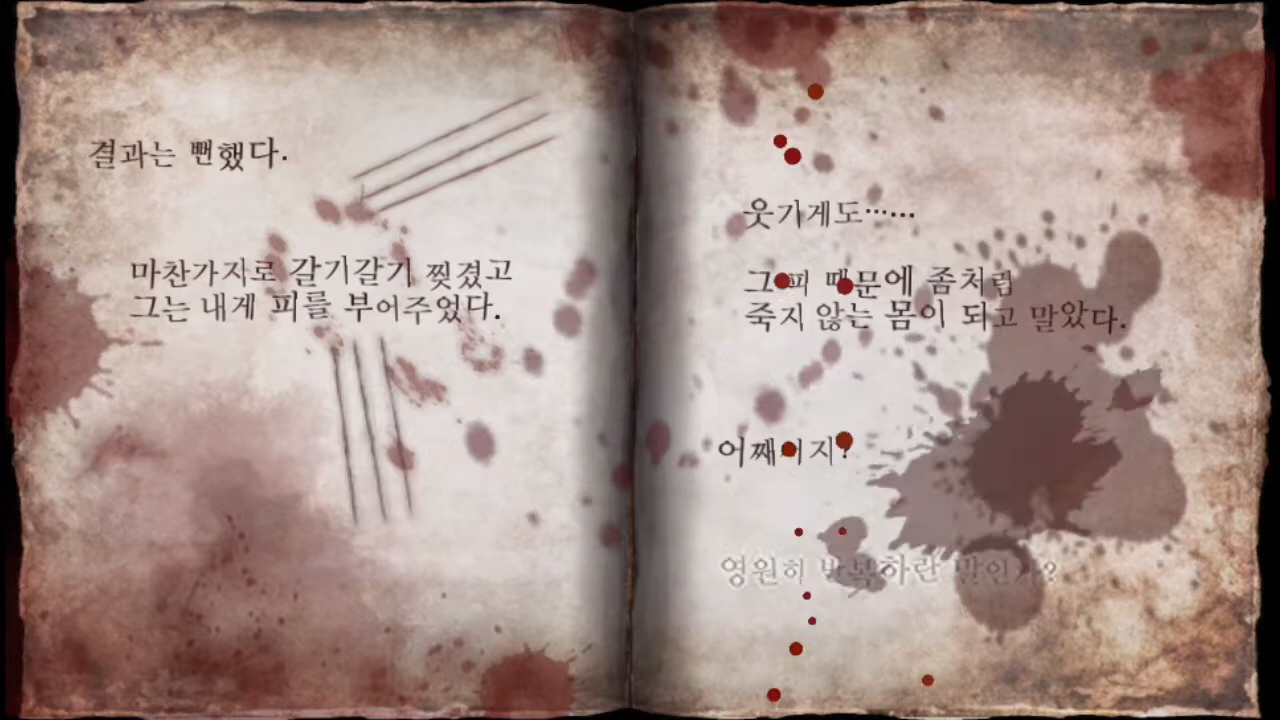 결과는 뻔했다.
마찬가지로 갈기갈기 찢겼고
그는 내게 피를 부어주었다.
웃기게도……
그 피 때문에 좀처럼
죽지 않는 몸이 되고 말았다.
어째서지?
영원히 반복하란 말인가?